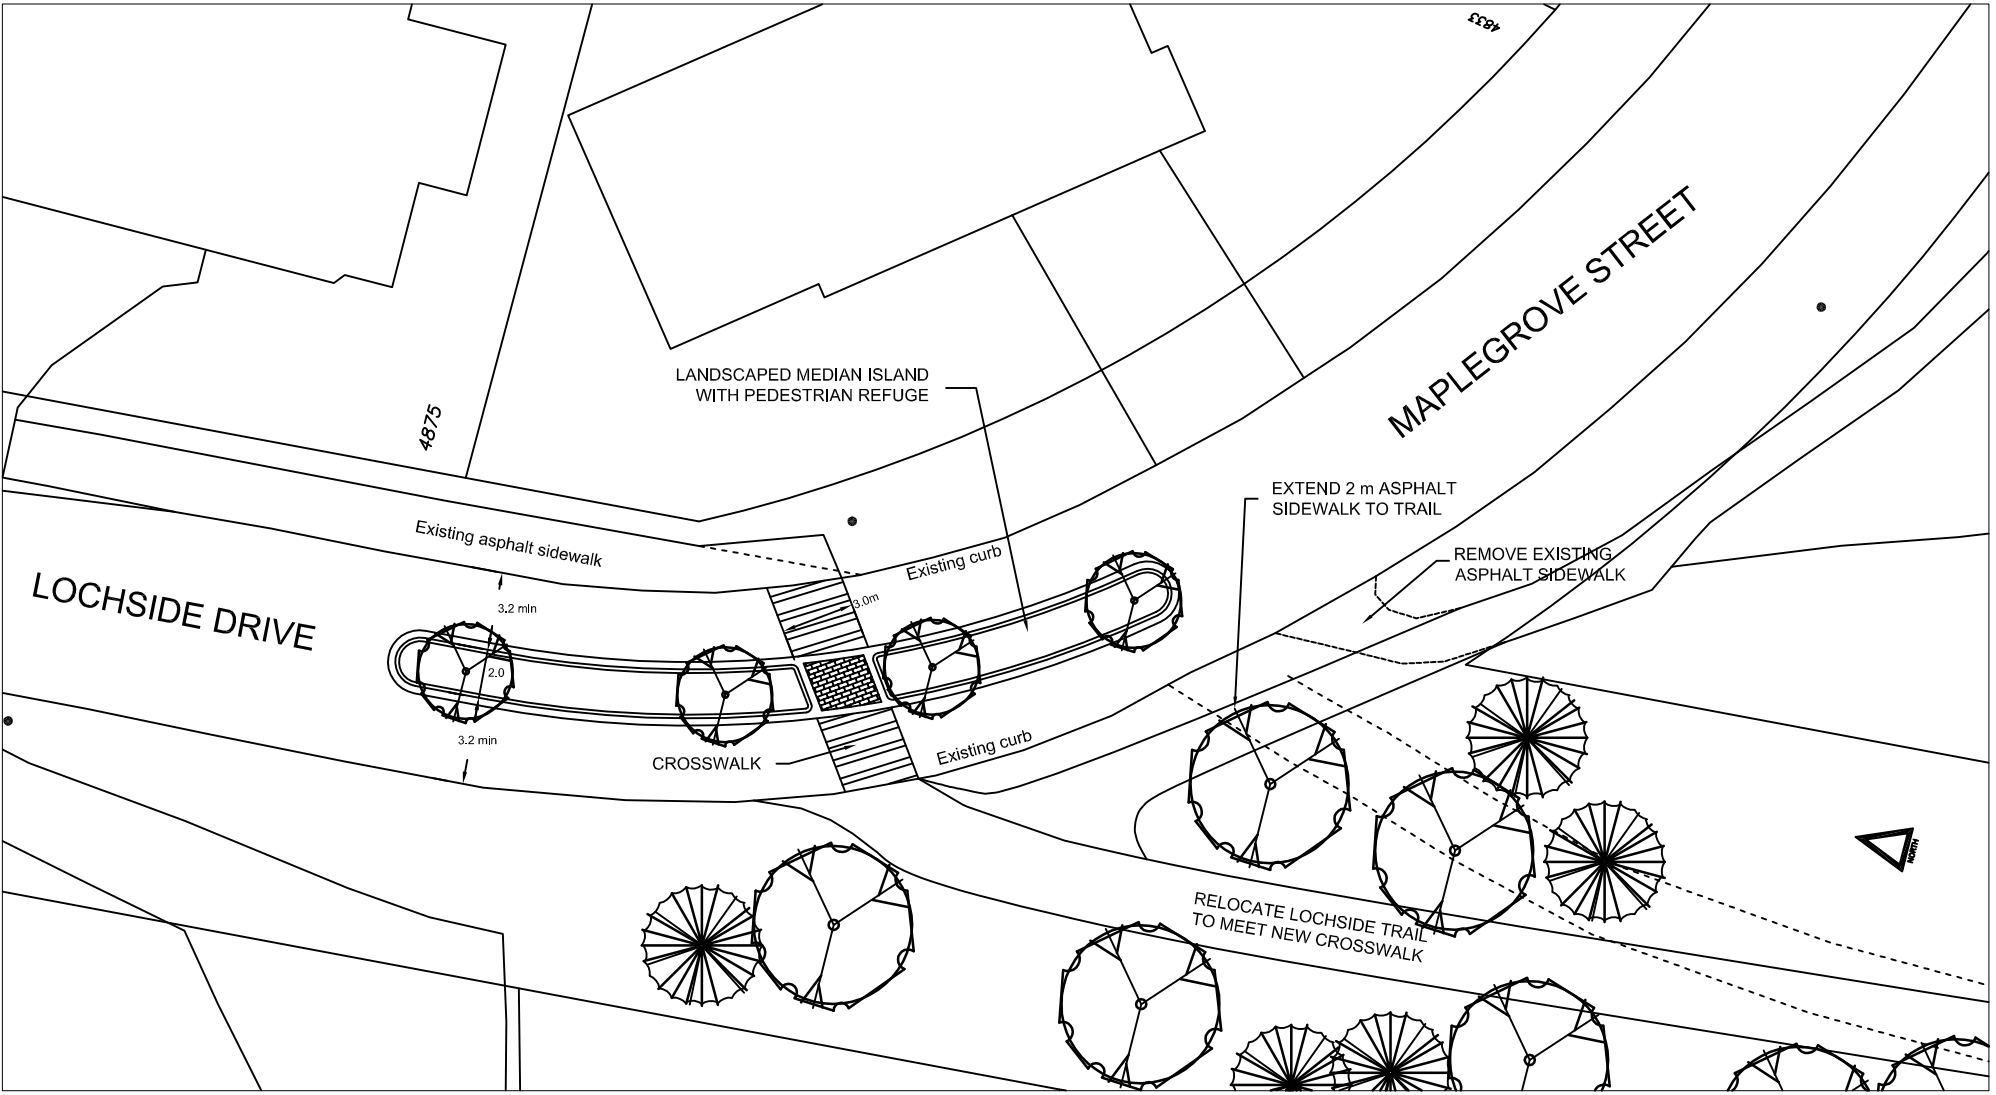 4833
MAPLEGROVE STREET
LANDSCAPED MEDIAN ISLAND
WITH PEDESTRIAN REFUGE
4875
EXTEND 2 m ASPHALT
SIDEWALK TO TRAIL
Existing asphalt sidewalk
Existing curb
REMOVE EXISTING
ASPHALT SIDEWALK
LOCHSIDE DRIVE
3.2 min
3.0m
2.0
3.2 min
CROSSWALK
Existing curb
NORTH
RELOCATE LOCHSIDE TRAIL
TO MEET NEW CROSSWALK